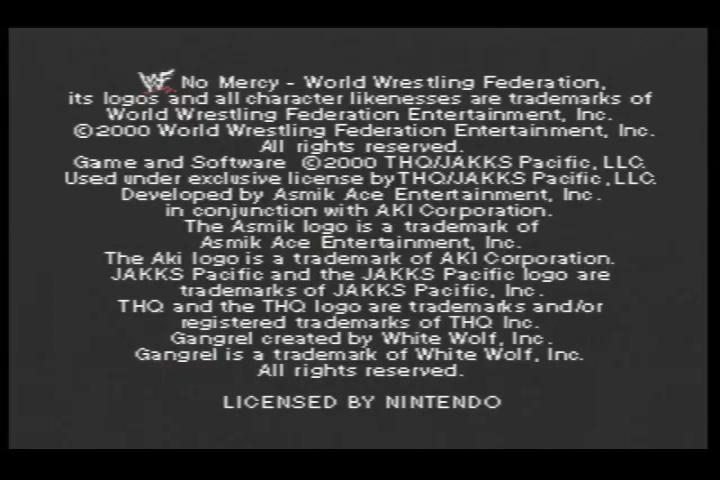 WF No Mercy - World Wrestling Federation,
its logos and all character likenesses are trademarks of
World Wrestling Federation Entertainment, Inc.
©2000 World Wrestling Federation Entertainment, Inc.
All rights reserved.
Game and Software ©2000 THQ/JAKKS Pacific, LLC.
Used under exclusive license by THQ/JAKKS Pacific, LLC.
Developed by Asmik Ace Entertainment, Inc.
in conjunction with AKI Corporation.
The Asmik logo is a trademark of
Asmik Ace Entertainment, Inc.
The Aki logo is a trademark of AKI Corporation.
JAKKS Pacific and the JAKKS Pacific logo are
trademarks of JAKKS Pacific, Inc.
THQ and the THQ logo are trademarks and/or
registered trademarks of THQ Inc.
Gangrel created by White Wolf, Inc.
Gangrel is a trademark of White Wolf, Inc.
All rights reserved.
LICENSED BY NINTENDO